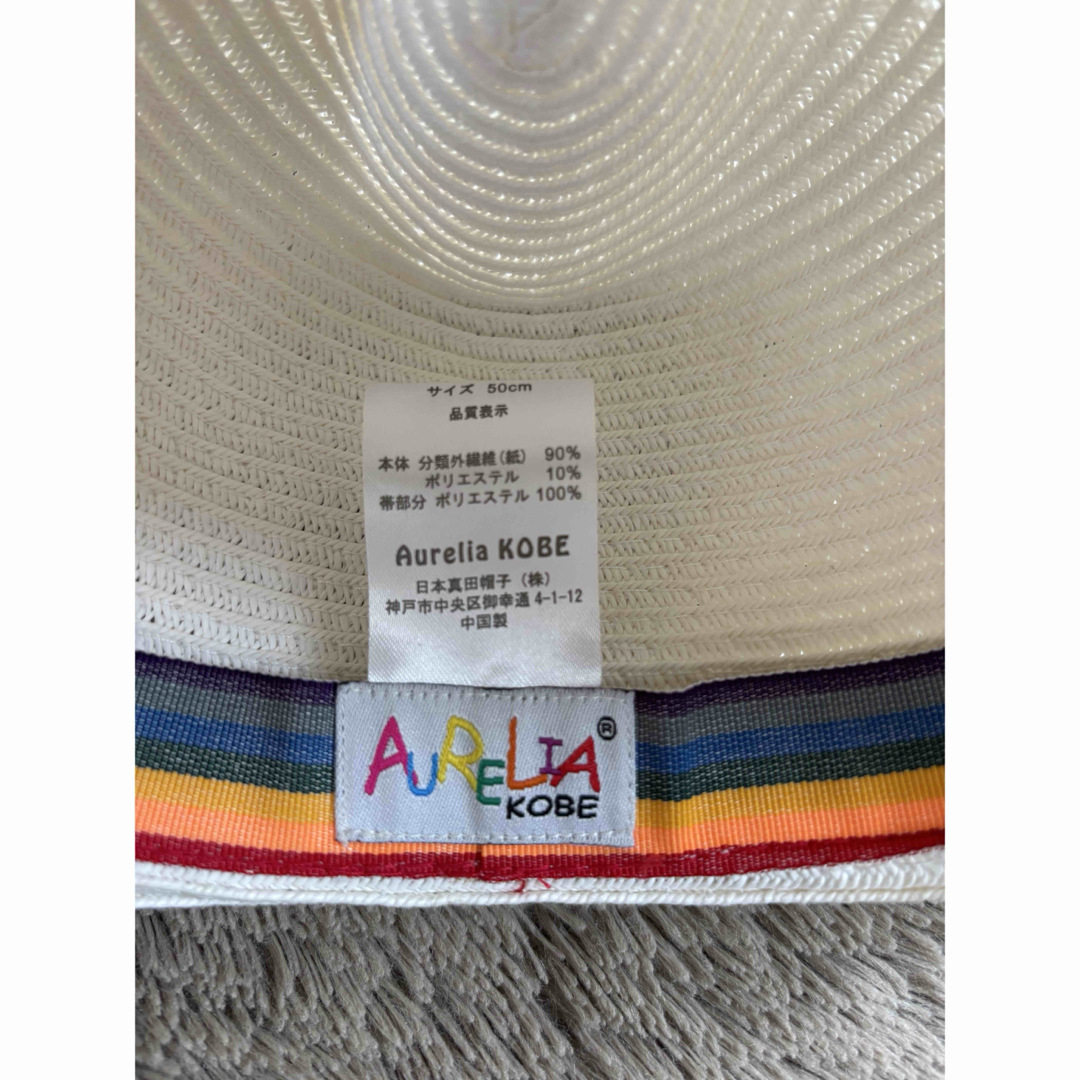 サイズ 50cm
品質表示
本体 分類外繊維(紙) 90%
ポリエステル 10%
帯部分 ポリエステル 100%
Aurelia KOBE
日本真田帽子(株)
神戸市中央区御幸通4-1-12
中国製
AURELIA®
KOBE